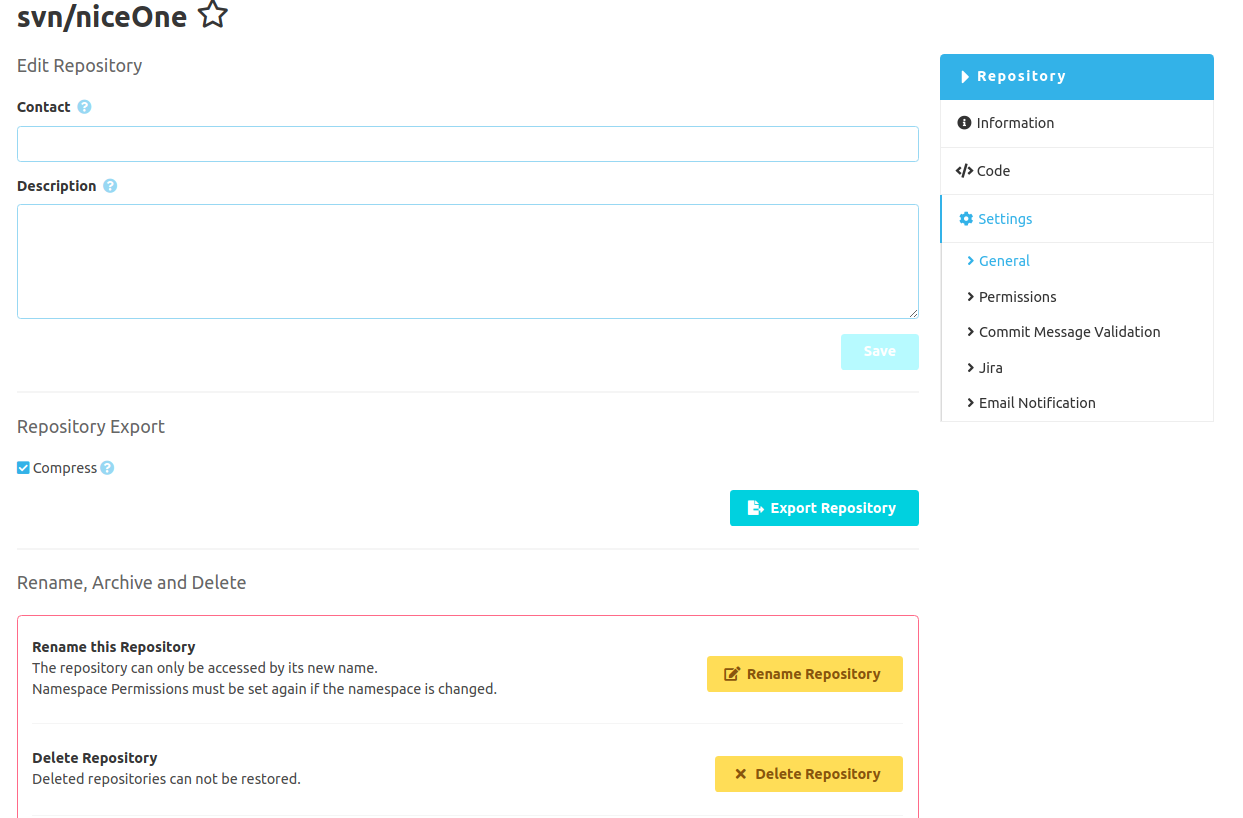 svn/niceOne
Edit Repository
Contact
Description
Save
Repository Export
Compress
Export Repository
Rename, Archive and Delete
Rename this Repository
The repository can only be accessed by its new name.
Namespace Permissions must be set again if the namespace is changed.
Rename Repository
Delete Repository
Deleted repositories can not be restored.
Delete Repository
Repository
Information
Code
Settings
General
Permissions
Commit Message Validation
Jira
Email Notification